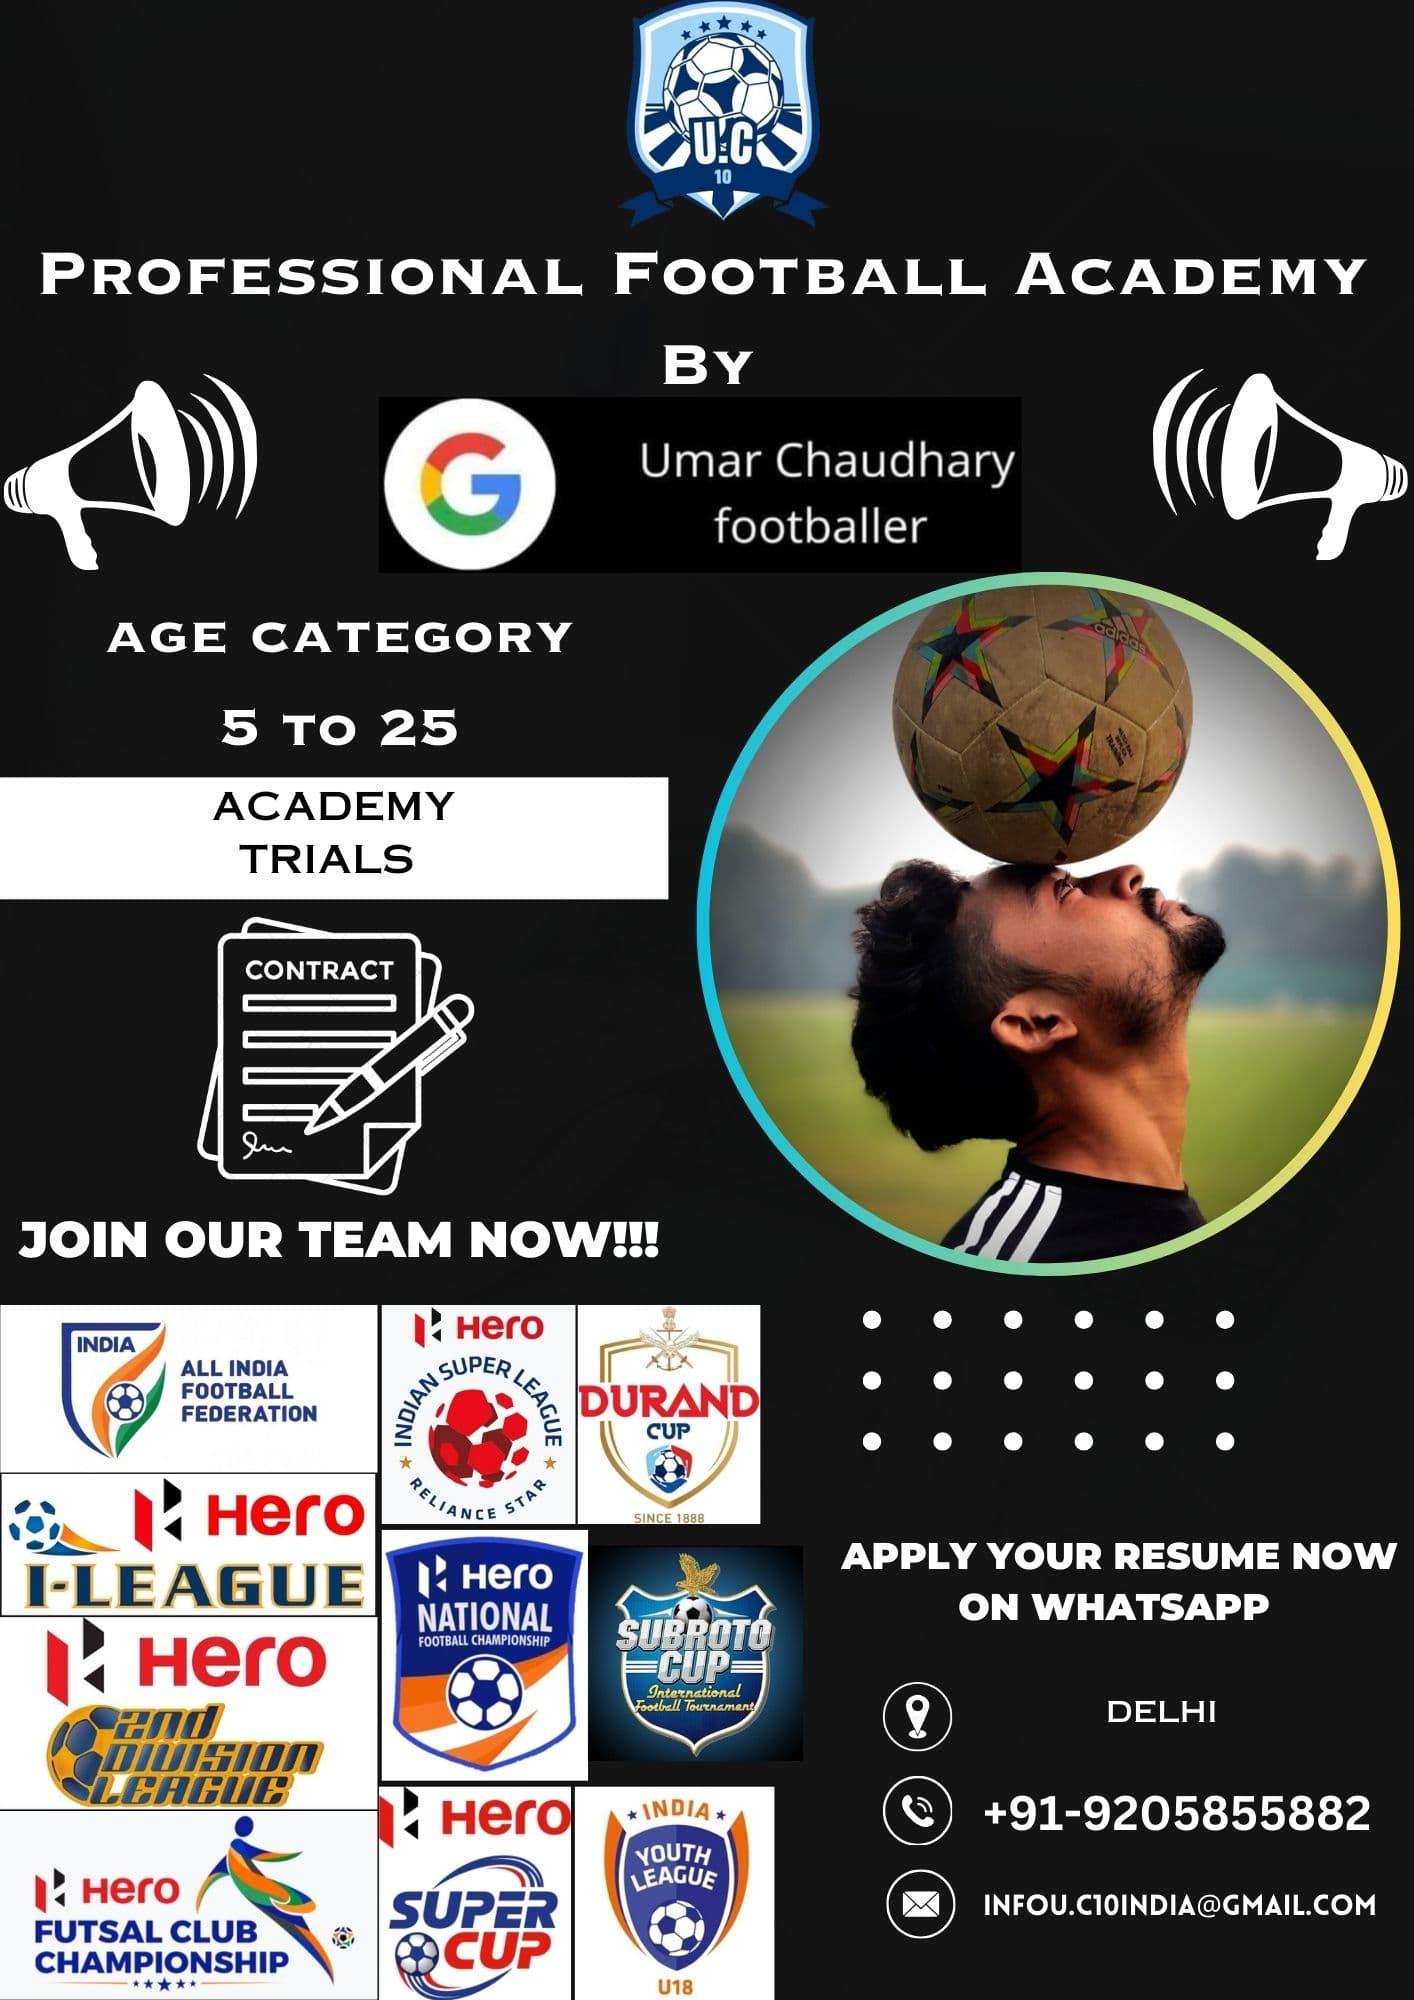 U.C
10
PROFESSIONAL FOOTBALL ACADEMY
BY
G
Umar Chaudhary
footballer
AGE CATEGORY
5 TO 25
ACADEMY
TRIALS
CONTRACT
adidas
JOIN OUR TEAM NOW!!!
INDIA
ALL INDIA
FOOTBALL
FEDERATION
Hero
INDIAN SUPER LEAGUE
RELIANCE STAR
DURAND
CUP
SINCE 1888
Hero
I-LEAGUE
Hero
NATIONAL
FOOTBALL CHAMPIONSHIP
SUBROTO
CUP
International
Football Tournament
APPLY YOUR RESUME NOW
ON WHATSAPP
Hero
2nd
DIVISION
LEAGUE
DELHI
+91-9205855882
INFOU.C10INDIA@GMAIL.COM
Hero
FUTSAL CLUB
CHAMPIONSHIP
Hero
SUPER
CUP
INDIA
YOUTH
LEAGUE
U18